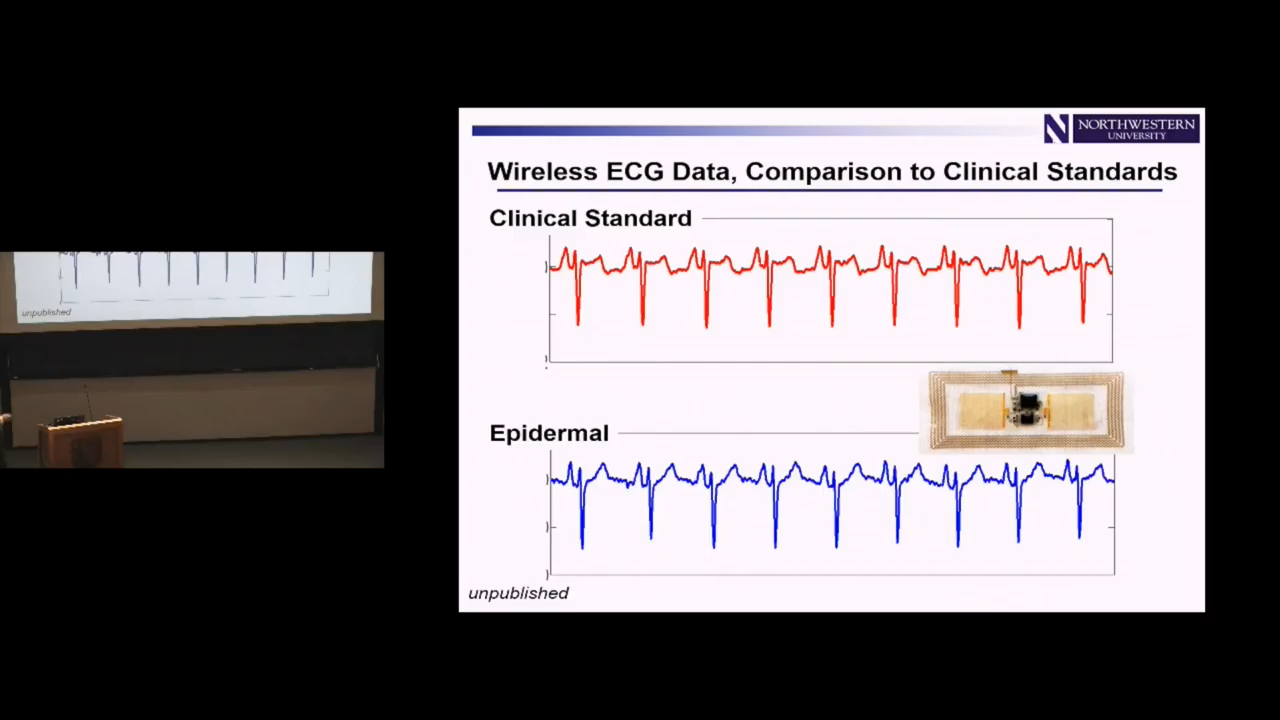 NORTHWESTERN
UNIVERSITY
Wireless ECG Data, Comparison to Clinical Standards
Clinical Standard
Epidermal
unpublished
unpublished